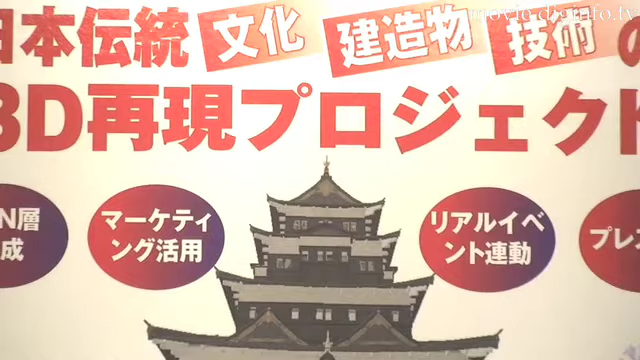 movie.diginfo.tv
日本伝統 文化 建造物 技術 の
3D再現プロジェクト
N層
成
マーケティ
ング活用
リアルイベ
ント連動
プレ